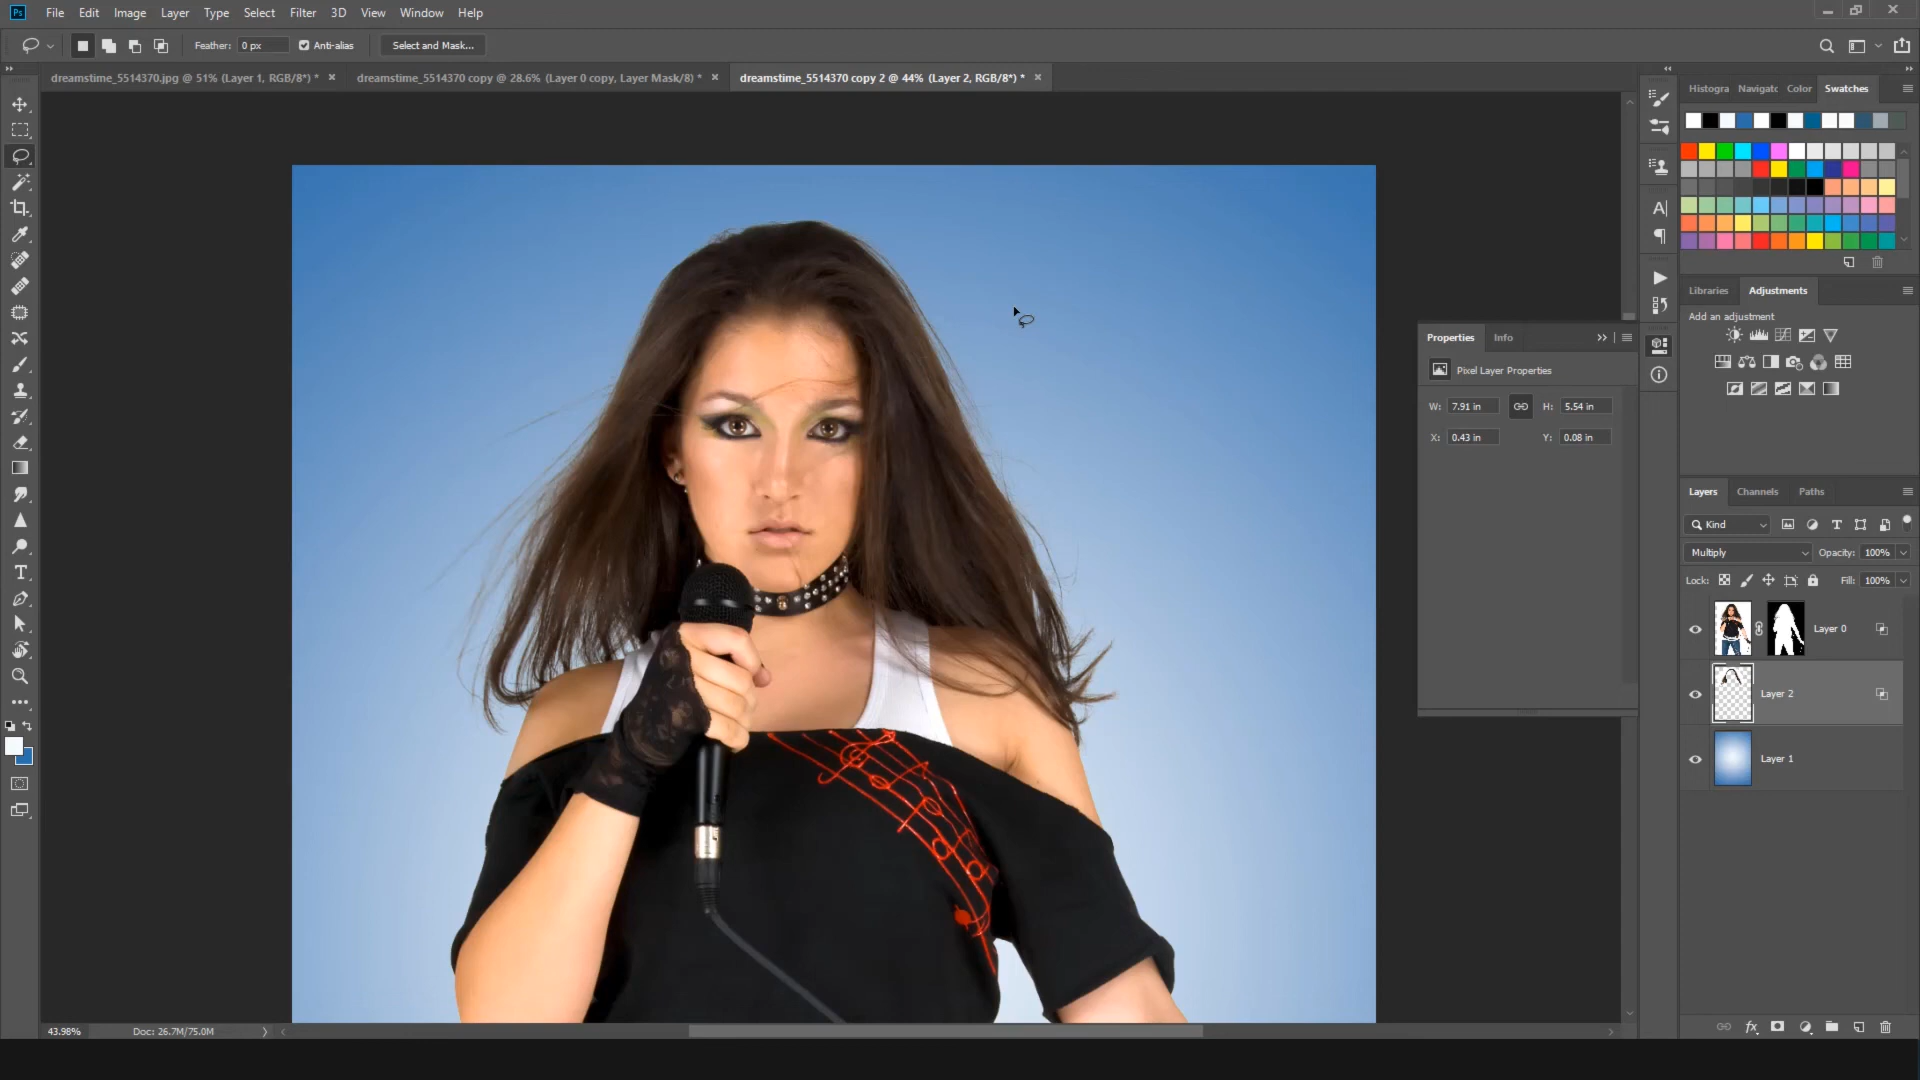 Ps File Edit Image Layer Type Select Filter 3D View Window Help
Feather: 0 px Anti-alias Select and Mask...
dreamstime_5514370.jpg @ 51% (Layer 1, RGB/8*) * dreamstime_5514370 copy @ 28.6% (Layer 0 copy, Layer Mask/8) * dreamstime_5514370 copy 2 @ 44% (Layer 2, RGB/8*) *
Histogra Navigatc Color Swatches
Libraries Adjustments
Add an adjustment
Properties Info
Pixel Layer Properties
W: 7.91 in H: 5.54 in
X: 0.43 in Y: 0.08 in
Layers Channels Paths
Kind
Multiply Opacity: 100%
Lock: Fill: 100%
Layer 0
Layer 2
Layer 1
43.98% Doc: 26.7M/75.0M